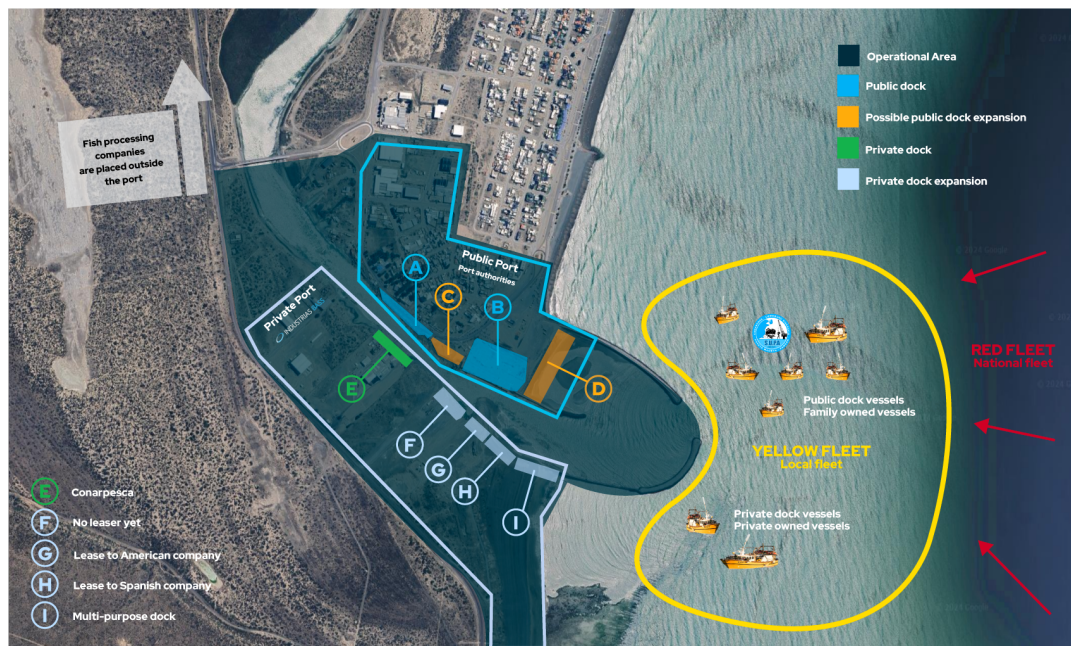 Operational Area
Public dock
Possible public dock expansion
Private dock
Private dock expansion
Fish processing
companies
are placed outside
the port
Public Port
Port authorities
A
C
B
D
Private Port
INDUSTRIAS
E
F
G
H
I
S.U.P.A
RED FLEET
National fleet
Public dock vessels
Family owned vessels
YELLOW FLEET
Local fleet
Private dock vessels
Private owned vessels
E Conarpesca
F No leaser yet
G Lease to American company
H Lease to Spanish company
I Multi-purpose dock